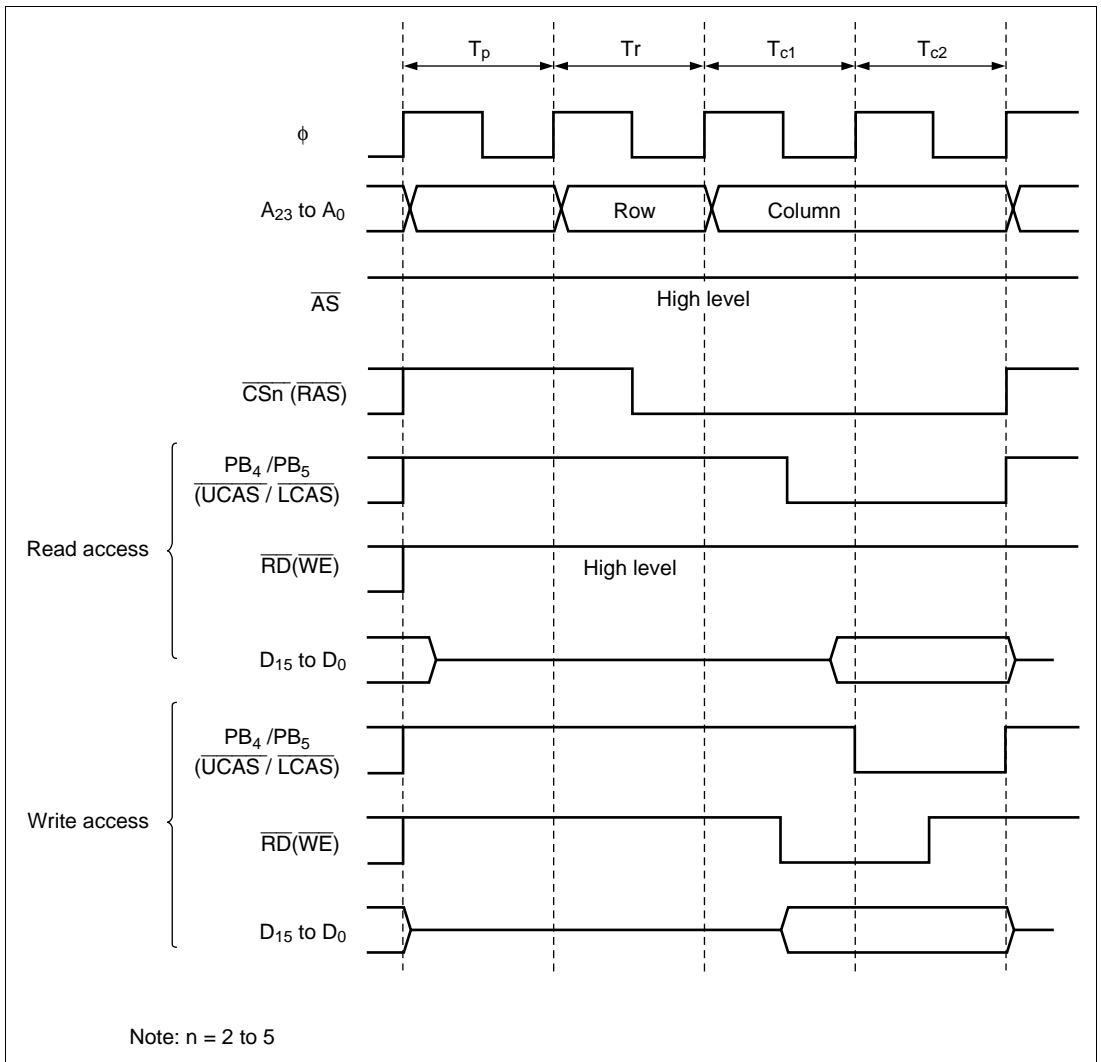 Tp Tr Tc1 Tc2
ϕ
A23 to A0 Row Column
AS
High level
CSn (RAS)
PB4 /PB5
(UCAS / LCAS)
Read access
RD(WE)
High level
D15 to D0
PB4 /PB5
(UCAS / LCAS)
Write access
RD(WE)
D15 to D0
Note: n = 2 to 5